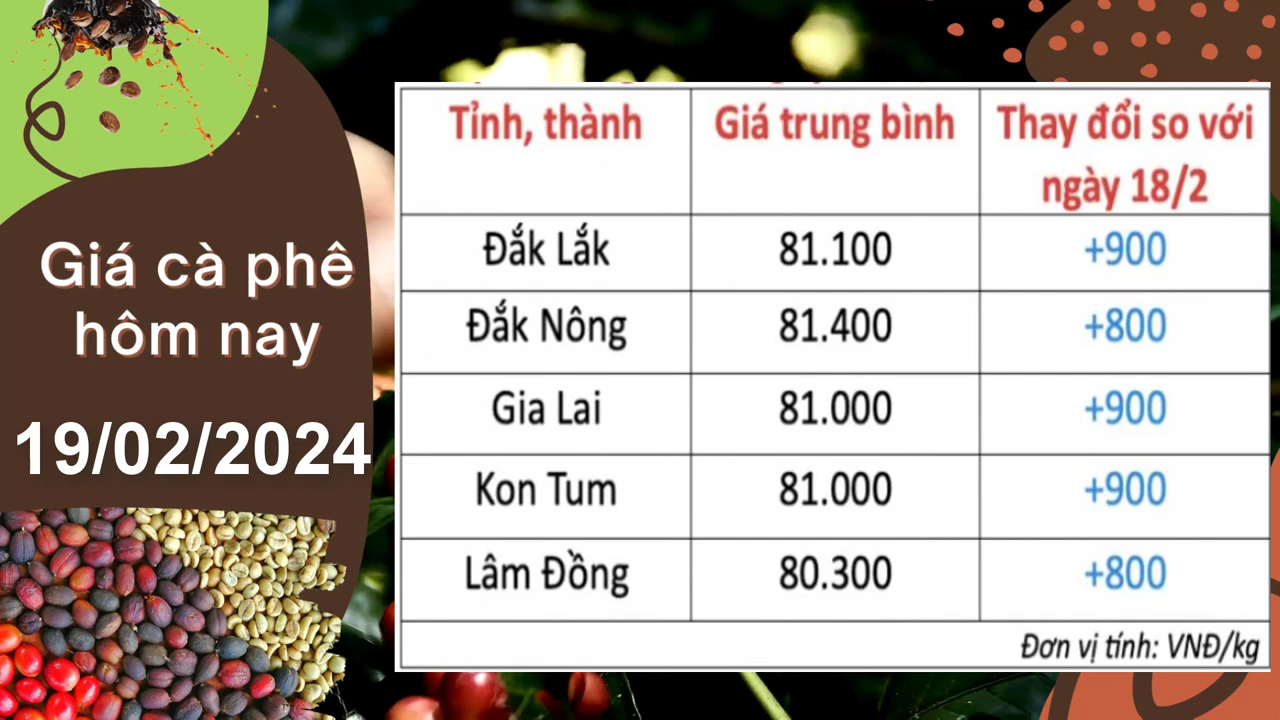 Giá cà phê
hôm nay
19/02/2024
Tỉnh, thành
Giá trung bình
Thay đổi so với
ngày 18/2
Đắk Lắk 81.100 +900
Đắk Nông 81.400 +800
Gia Lai 81.000 +900
Kon Tum 81.000 +900
Lâm Đồng 80.300 +800
Đơn vị tính: VNĐ/kg